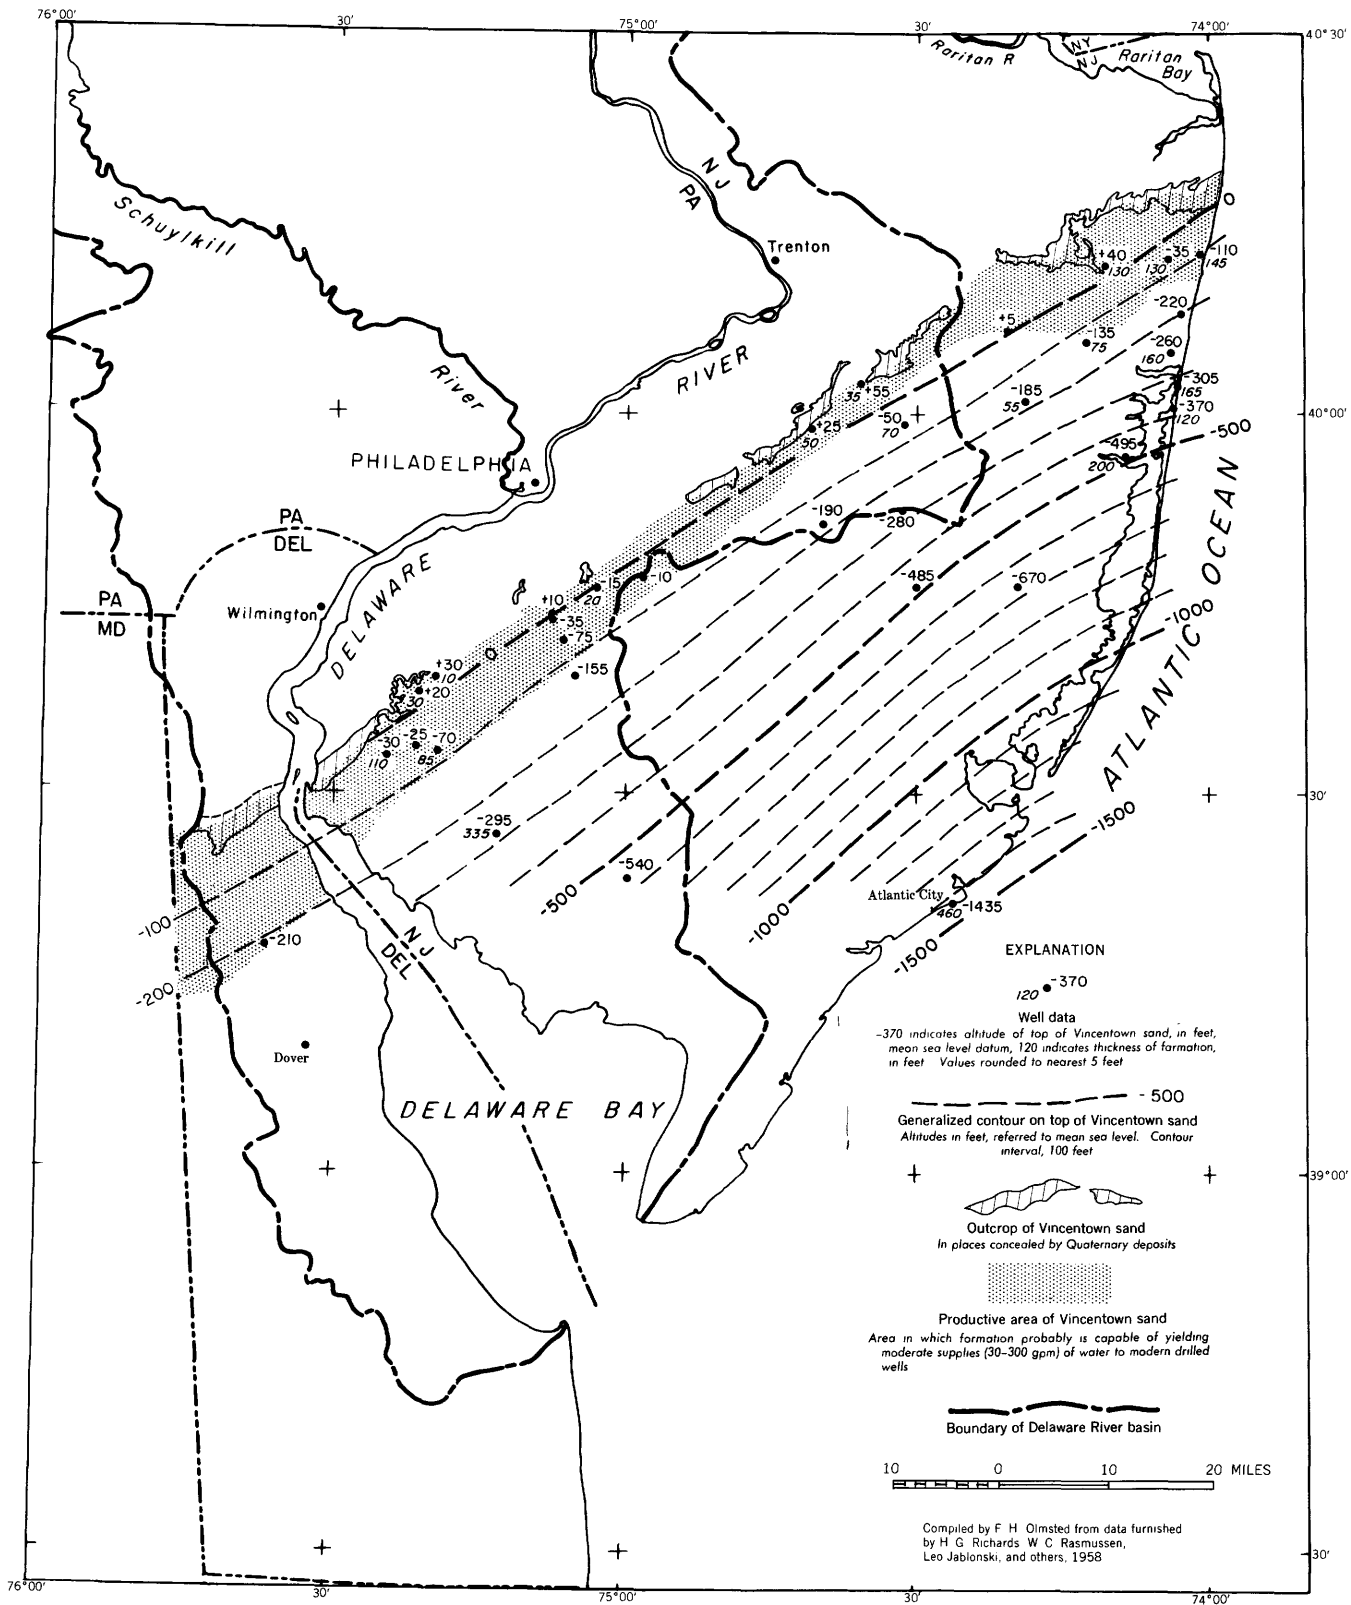 76°00'
30'
75°00'
30'
74°00'
40°30'
Raritan R
NY
NJ
Raritan
Bay
NJ
PA
Schuylkill
River
Trenton
0
+40
130
-35
130
-110
145
-220
+5
-135
75
-260
160
-305
165
-370
120
RIVER
+55
35
-185
55
-50
70
+25
50
40°00'
-500
-495
200
PHILADELPHIA
-190
-280
PA
DEL
DELAWARE
-10
-15
20
+10
-35
-75
-155
-485
-670
ATLANTIC OCEAN
-1000
PA
MD
Wilmington
0
+30
10
+20
30
-30
110
-25
-70
85
30'
-1500
-295
335
-540
-500
-1000
Atlantic City
460
-1435
-1500
-100
-210
-200
NJ
DEL
Dover
DELAWARE BAY
EXPLANATION
-370
120
Well data
-370 indicates altitude of top of Vincentown sand, in feet,
mean sea level datum, 120 indicates thickness of formation,
in feet Values rounded to nearest 5 feet
-500
Generalized contour on top of Vincentown sand
Altitudes in feet, referred to mean sea level. Contour
interval, 100 feet
39°00'
Outcrop of Vincentown sand
In places concealed by Quaternary deposits
Productive area of Vincentown sand
Area in which formation probably is capable of yielding
moderate supplies (30-300 gpm) of water to modern drilled
wells
Boundary of Delaware River basin
10 0 10 20 MILES
Compiled by F H Olmsted from data furnished
by H G Richards W C Rasmussen,
Leo Jablonski, and others, 1958
30'
76°00'
30'
75°00'
30'
74°00'